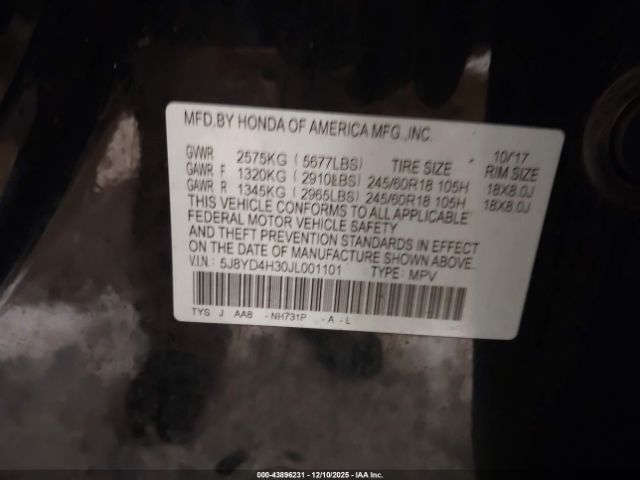 MFD.BY HONDA OF AMERICA MFG.,INC.
10/17
GVWR 2575KG ( 5677LBS) TIRE SIZE RIM SIZE
GAWR F 1320KG ( 2910LBS) 245/60R18 105H 18X8.0J
GAWR R 1345KG ( 2965LBS) 245/60R18 105H 18X8.0J
THIS VEHICLE CONFORMS TO ALL APPLICABLE
FEDERAL MOTOR VEHICLE SAFETY
AND THEFT PREVENTION STANDARDS IN EFFECT
ON THE DATE OF MANUFACTURE SHOWN ABOVE.
V.I.N.: 5J8YD4H30JL001101 TYPE: MPV
TYS J AA8 -NH731P -A-L
000-43896231 - 12/10/2025 - IAA Inc.